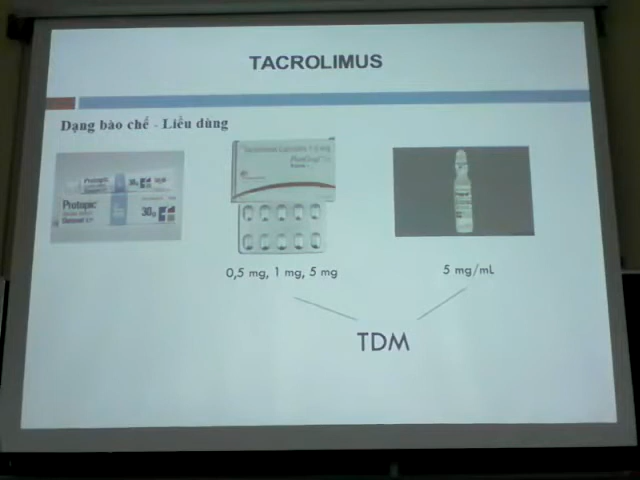 TACROLIMUS
Dạng bào chế - Liều dùng
Protopic
30g
Protopic
30g
0,5 mg, 1 mg, 5 mg
5 mg/mL
TDM